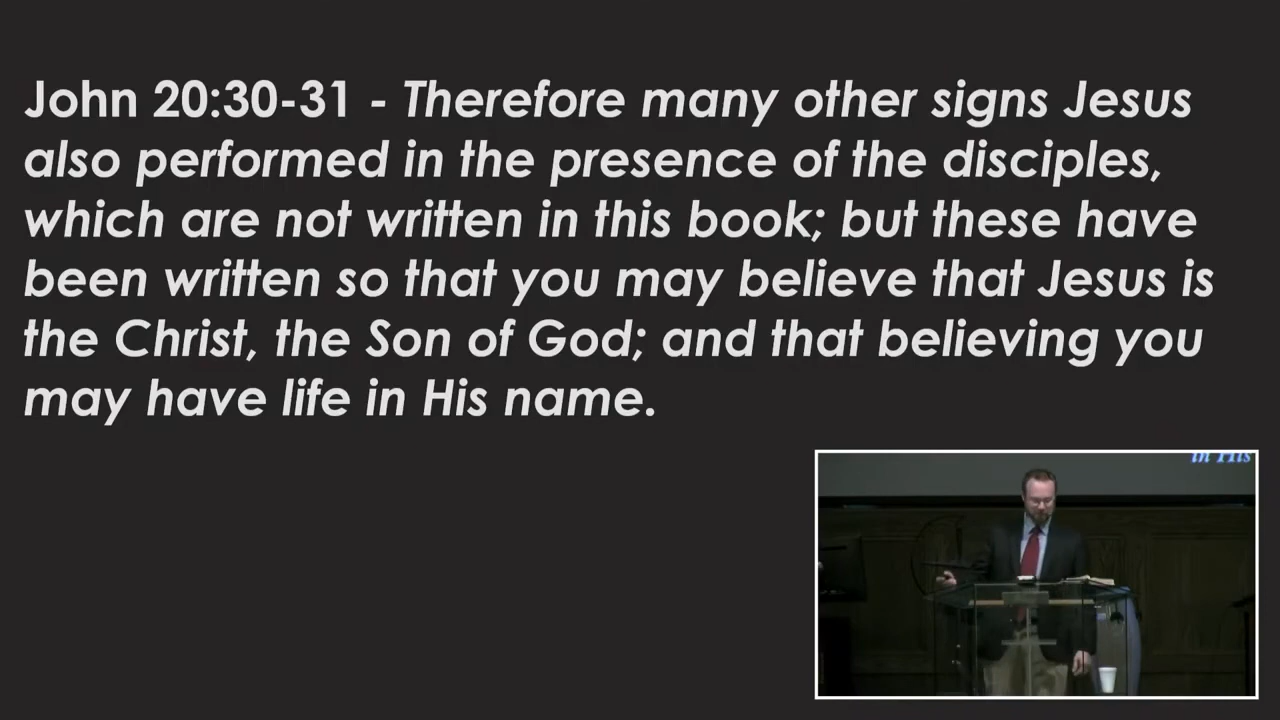 John 20:30-31 - Therefore many other signs Jesus
also performed in the presence of the disciples,
which are not written in this book; but these have
been written so that you may believe that Jesus is
the Christ, the Son of God; and that believing you
may have life in His name.
in His